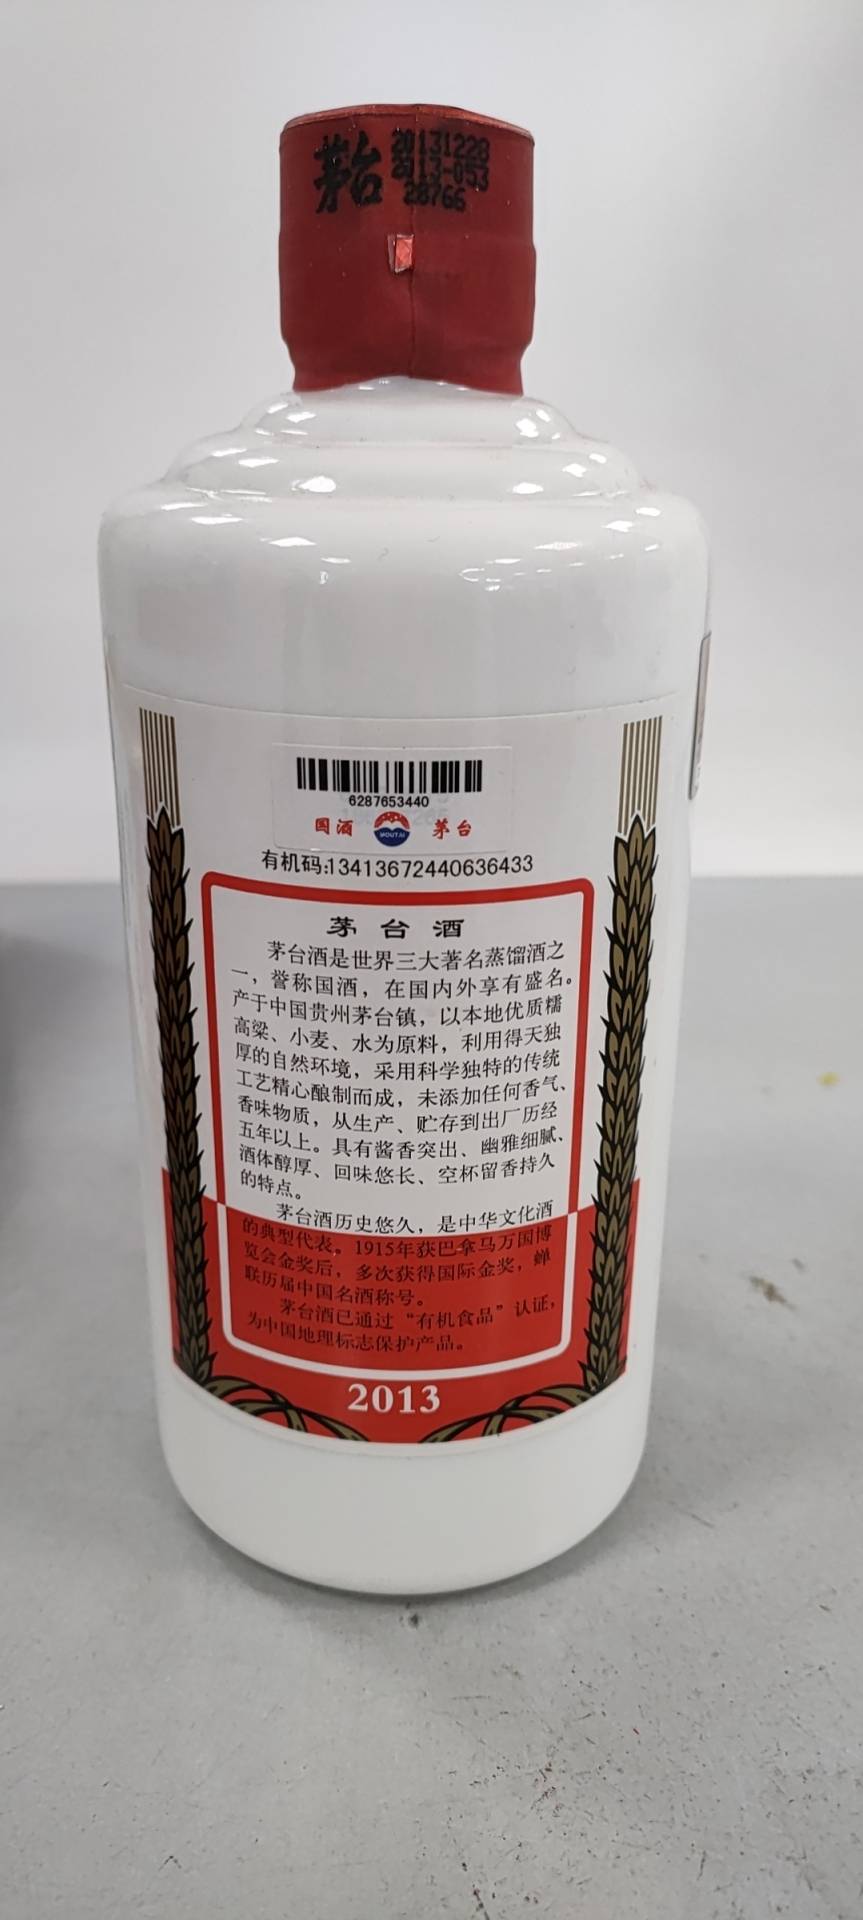 茅台
20131228
2013-053
28766
6287653440
国酒 MOUTAI 茅台
有机码:13413672440636433
茅台酒
茅台酒是世界三大著名蒸馏酒之
一，誉称国酒，在国内外享有盛名。
产于中国贵州茅台镇，以本地优质糯
高粱、小麦、水为原料，利用得天独
厚的自然环境，采用科学独特的传统
工艺精心酿制而成，未添加任何香气、
香味物质，从生产、贮存到出厂历经
五年以上。具有酱香突出、幽雅细腻、
酒体醇厚、回味悠长、空杯留香持久
的特点。
茅台酒历史悠久，是中华文化酒
的典型代表。1915年获巴拿马万国博
览会金奖后，多次获得国际金奖，蝉
联历届中国名酒称号。
茅台酒已通过“有机食品”认证，
为中国地理标志保护产品。
2013